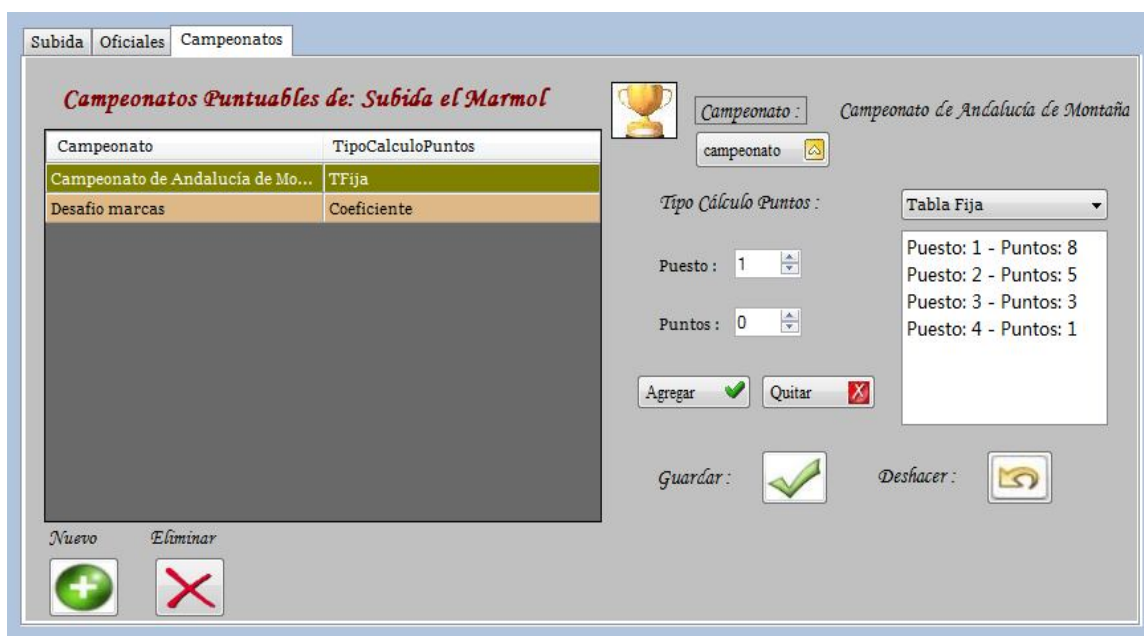 Subida Oficiales Campeonatos
Campeonatos Puntuables de: Subida el Marmol
Campeonato TipoCalculoPuntos
Campeonato de Andalucía de Mo... TFija
Desafio marcas Coeficiente
Nuevo Eliminar
Campeonato : Campeonato de Andalucía de Montaña
campeonato
Tipo Cálculo Puntos : Tabla Fija
Puesto : 1
Puntos : 0
Puesto: 1 - Puntos: 8
Puesto: 2 - Puntos: 5
Puesto: 3 - Puntos: 3
Puesto: 4 - Puntos: 1
Agregar Quitar
Guardar : Deshacer :